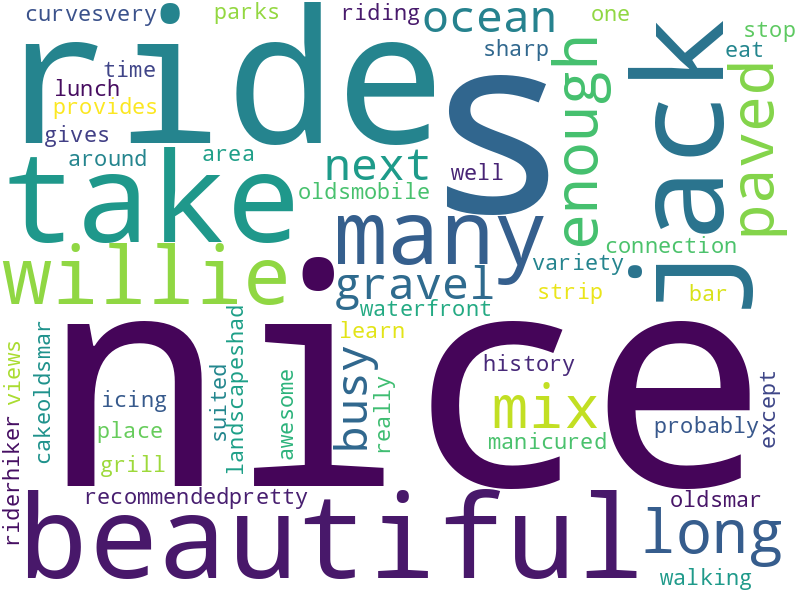 curvesvery
parks
riding
ocean
one
stop
rides
s
sharp
eat
jack
time
lunch
provides
gives
enough
paved
around
area
next
well
take
oldsmobile
many
connection
willie
gravel
variety
strip
bar
waterfront
nice
learn
views
cakeoldsmar
suited
landscapeshad
awesome
busy
really
history
icing
mix
except
place
manicured
probably
grill
riderhiker
recommendedpretty
oldsmar
beautiful
long
walking